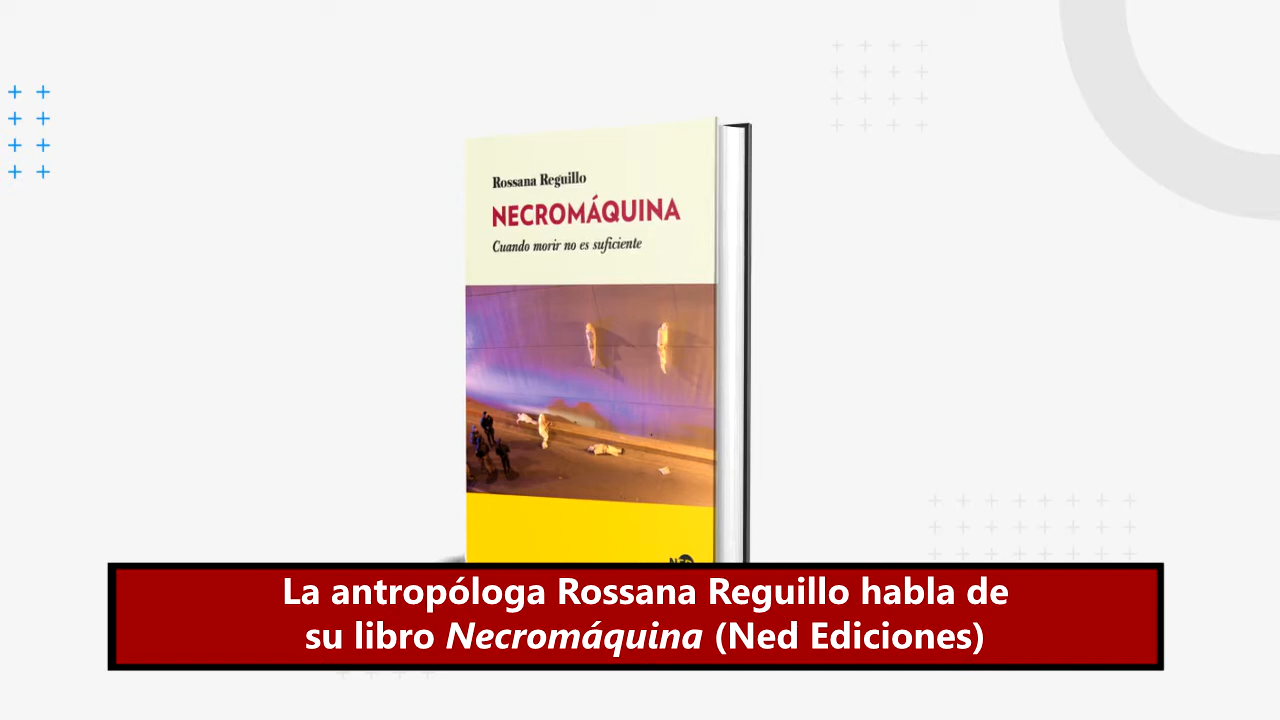 Rossana Reguillo
NECROMÁQUINA
Cuando morir no es suficiente
La antropóloga Rossana Reguillo habla de
su libro Necromáquina (Ned Ediciones)